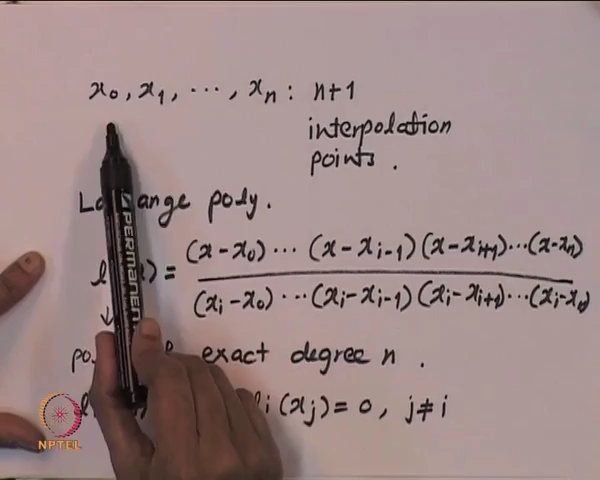 x₀, x₁, ⋯, xₙ : n+1
interpolation
points.
poly.
= (x-x₀)⋯(x-xᵢ₋₁)(x-xᵢ₊₁)⋯(x-xₙ)
(xᵢ-x₀)⋯(xᵢ-xᵢ₋₁)(xᵢ-xᵢ₊₁)⋯(xᵢ-xₙ)
exact degree n.
lᵢ(xⱼ)=0, j≠i
PERMANENT
NPTEL